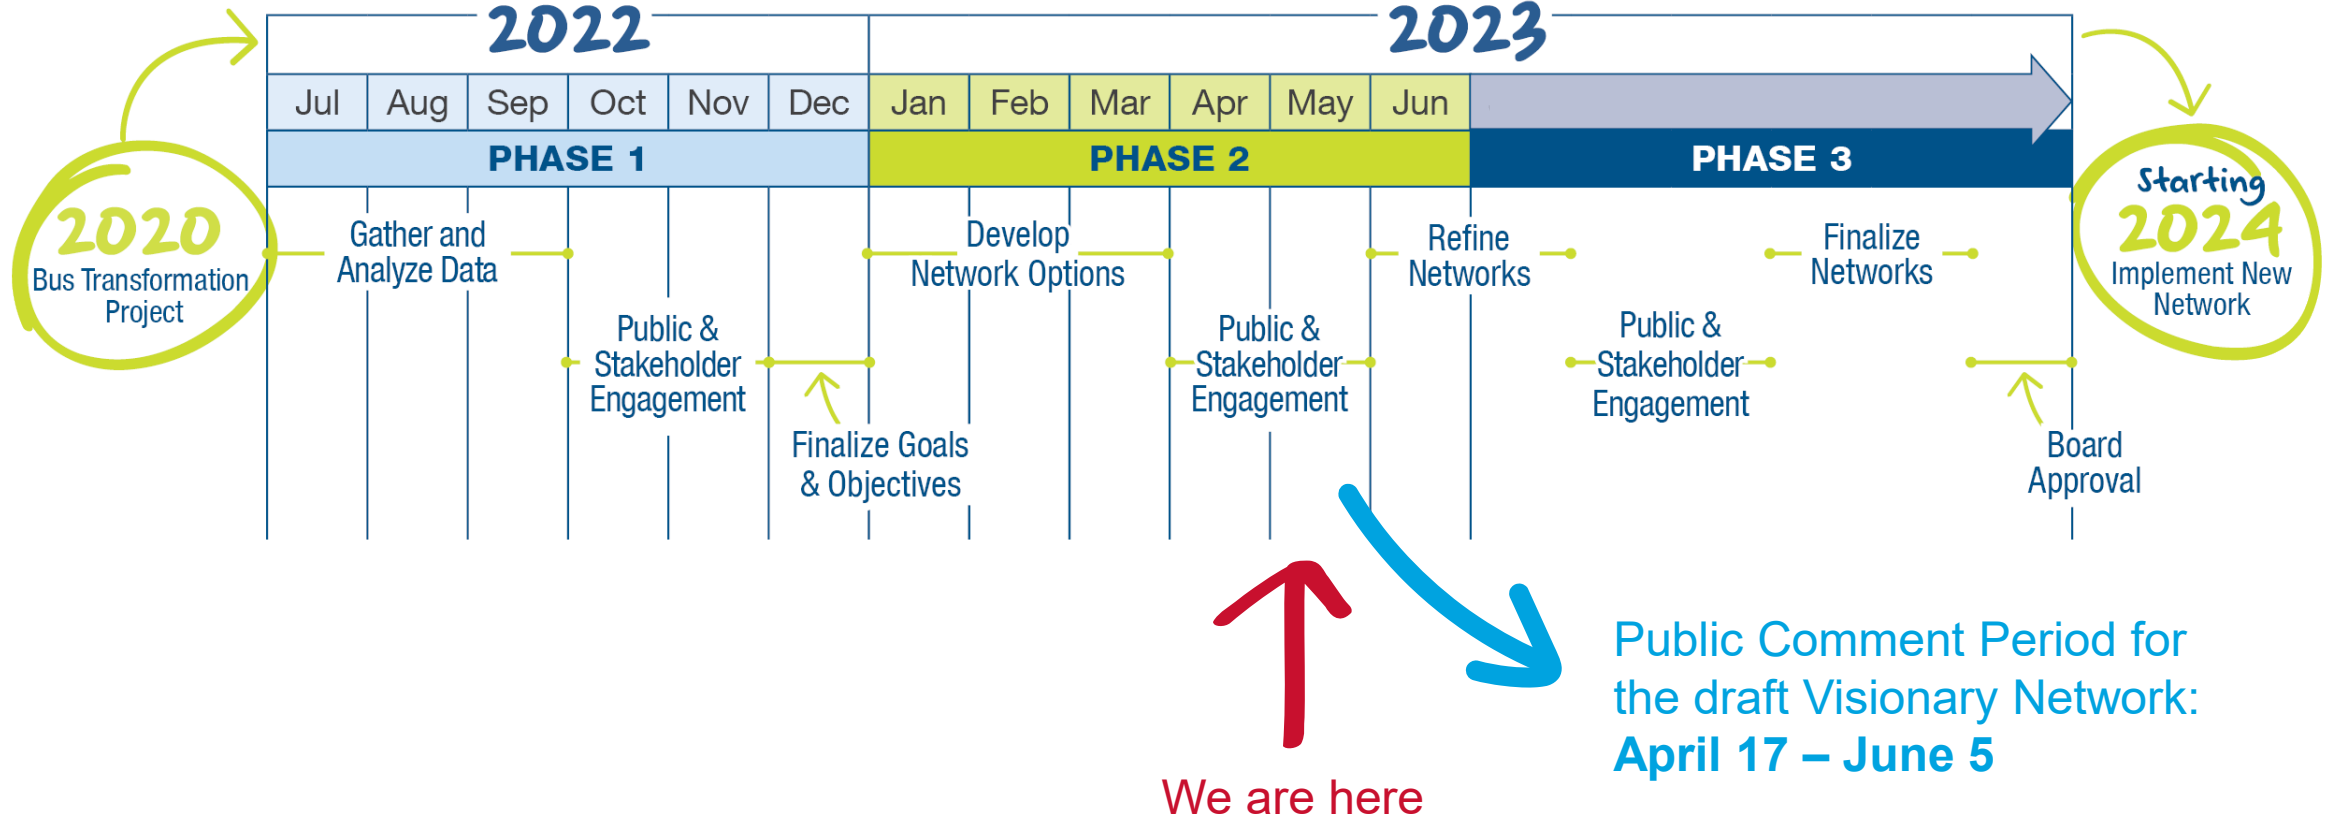 2022
2023
Jul Aug Sep Oct Nov Dec Jan Feb Mar Apr May Jun
PHASE 1
PHASE 2
PHASE 3
2020
Bus Transformation
Project
Gather and
Analyze Data
Public &
Stakeholder
Engagement
Finalize Goals
& Objectives
Develop
Network Options
Public &
Stakeholder
Engagement
Refine
Networks
Public &
Stakeholder
Engagement
Finalize
Networks
Board
Approval
Starting
2024
Implement New
Network
We are here
Public Comment Period for
the draft Visionary Network:
April 17 – June 5